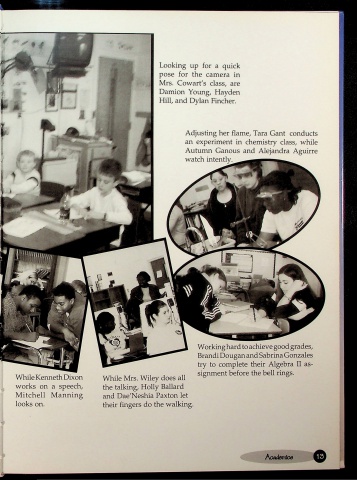 Looking up for a quick
pose for the camera in
Mrs. Cowart's class, are
Damion Young, Hayden
Hill, and Dylan Fincher.
Adjusting her flame, Tara Gant conducts
an experiment in chemistry class, while
Autumn Ganous and Alejandra Aguirre
watch intently.
Working hard to achieve good grades,
Brandi Dougan and Sabrina Gonzales
try to complete their Algebra II as-
signment before the bell rings.
While Kenneth Dixon
works on a speech,
Mitchell Manning
looks on.
While Mrs. Wiley does all
the talking, Holly Ballard
and Dae'Neshia Paxton let
their fingers do the walking.
Academics 13